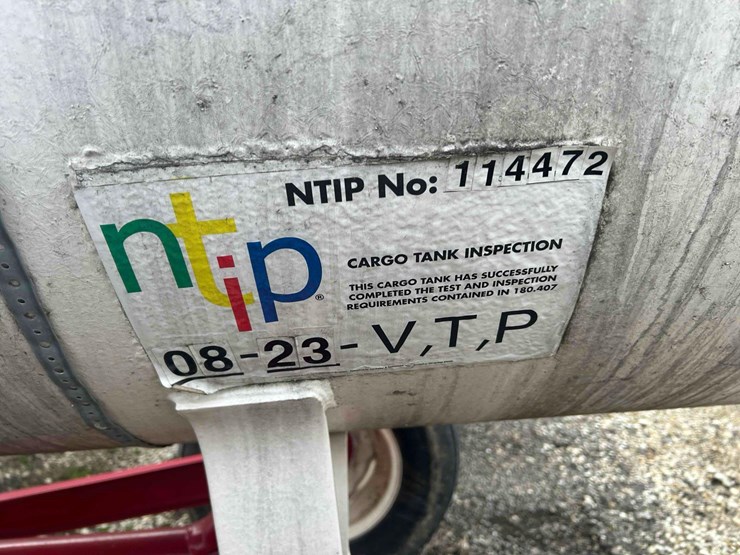 NTIP No: 114472
ntip®
CARGO TANK INSPECTION
THIS CARGO TANK HAS SUCCESSFULLY
COMPLETED THE TEST AND INSPECTION
REQUIREMENTS CONTAINED IN 180.407
08-23-V,T,P